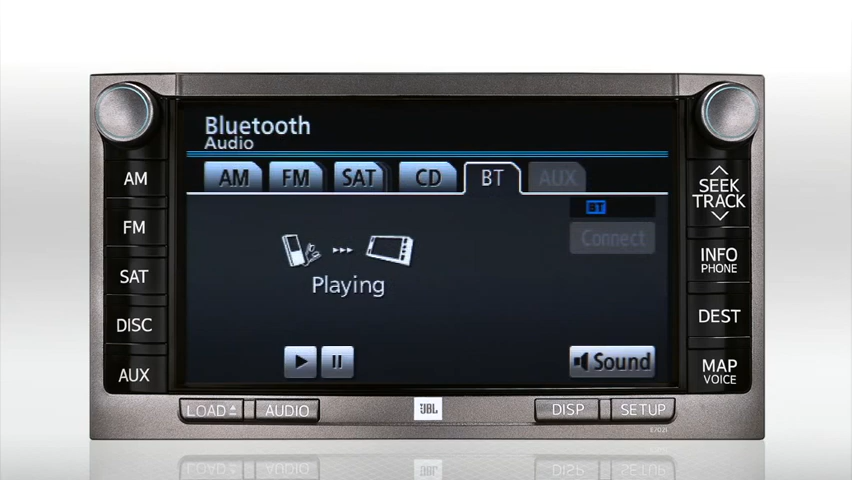 Bluetooth
Audio
AM FM SAT CD BT AUX
BT
Connect
Playing
Sound
AM
FM
SAT
DISC
AUX
SEEK
TRACK
INFO
PHONE
DEST
MAP
VOICE
LOAD
AUDIO
JBL
DISP
SETUP
E7021